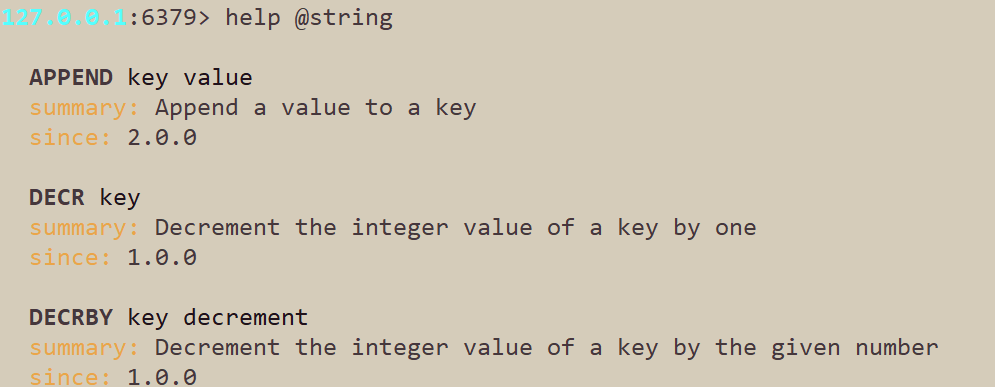 127.0.0.1:6379> help @string
APPEND key value
summary: Append a value to a key
since: 2.0.0
DECR key
summary: Decrement the integer value of a key by one
since: 1.0.0
DECRBY key decrement
summary: Decrement the integer value of a key by the given number
since: 1.0.0